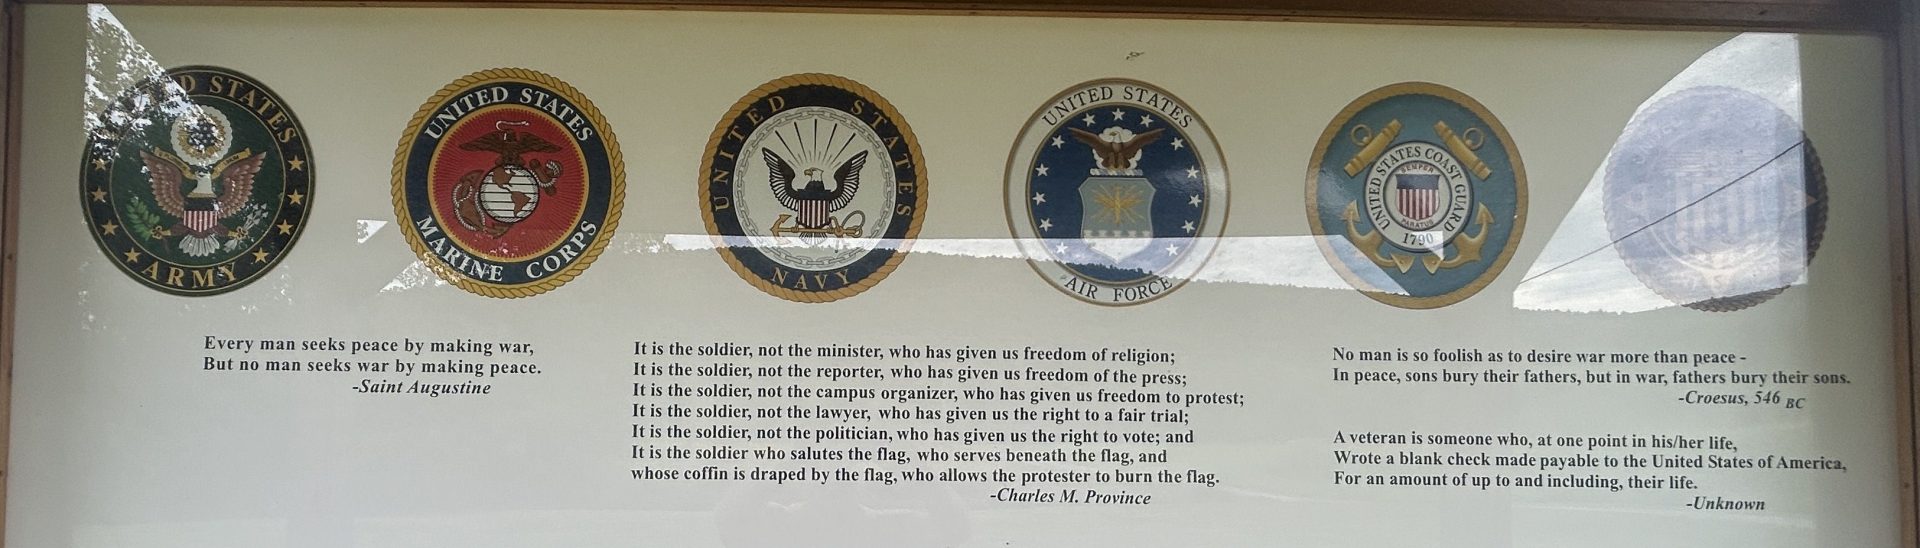 D STATES
ARMY
UNITED STATES
MARINE CORPS
UNITED STATES
NAVY
UNITED STATES
AIR FORCE
UNITED STATES COAST GUARD
SEMPER
PARATUS
1790
Every man seeks peace by making war,
But no man seeks war by making peace.
-Saint Augustine
It is the soldier, not the minister, who has given us freedom of religion;
It is the soldier, not the reporter, who has given us freedom of the press;
It is the soldier, not the campus organizer, who has given us freedom to protest;
It is the soldier, not the lawyer, who has given us the right to a fair trial;
It is the soldier, not the politician, who has given us the right to vote; and
It is the soldier who salutes the flag, who serves beneath the flag, and
whose coffin is draped by the flag, who allows the protester to burn the flag.
-Charles M. Province
No man is so foolish as to desire war more than peace -
In peace, sons bury their fathers, but in war, fathers bury their sons.
-Croesus, 546 BC
A veteran is someone who, at one point in his/her life,
Wrote a blank check made payable to the United States of America,
For an amount of up to and including, their life.
-Unknown